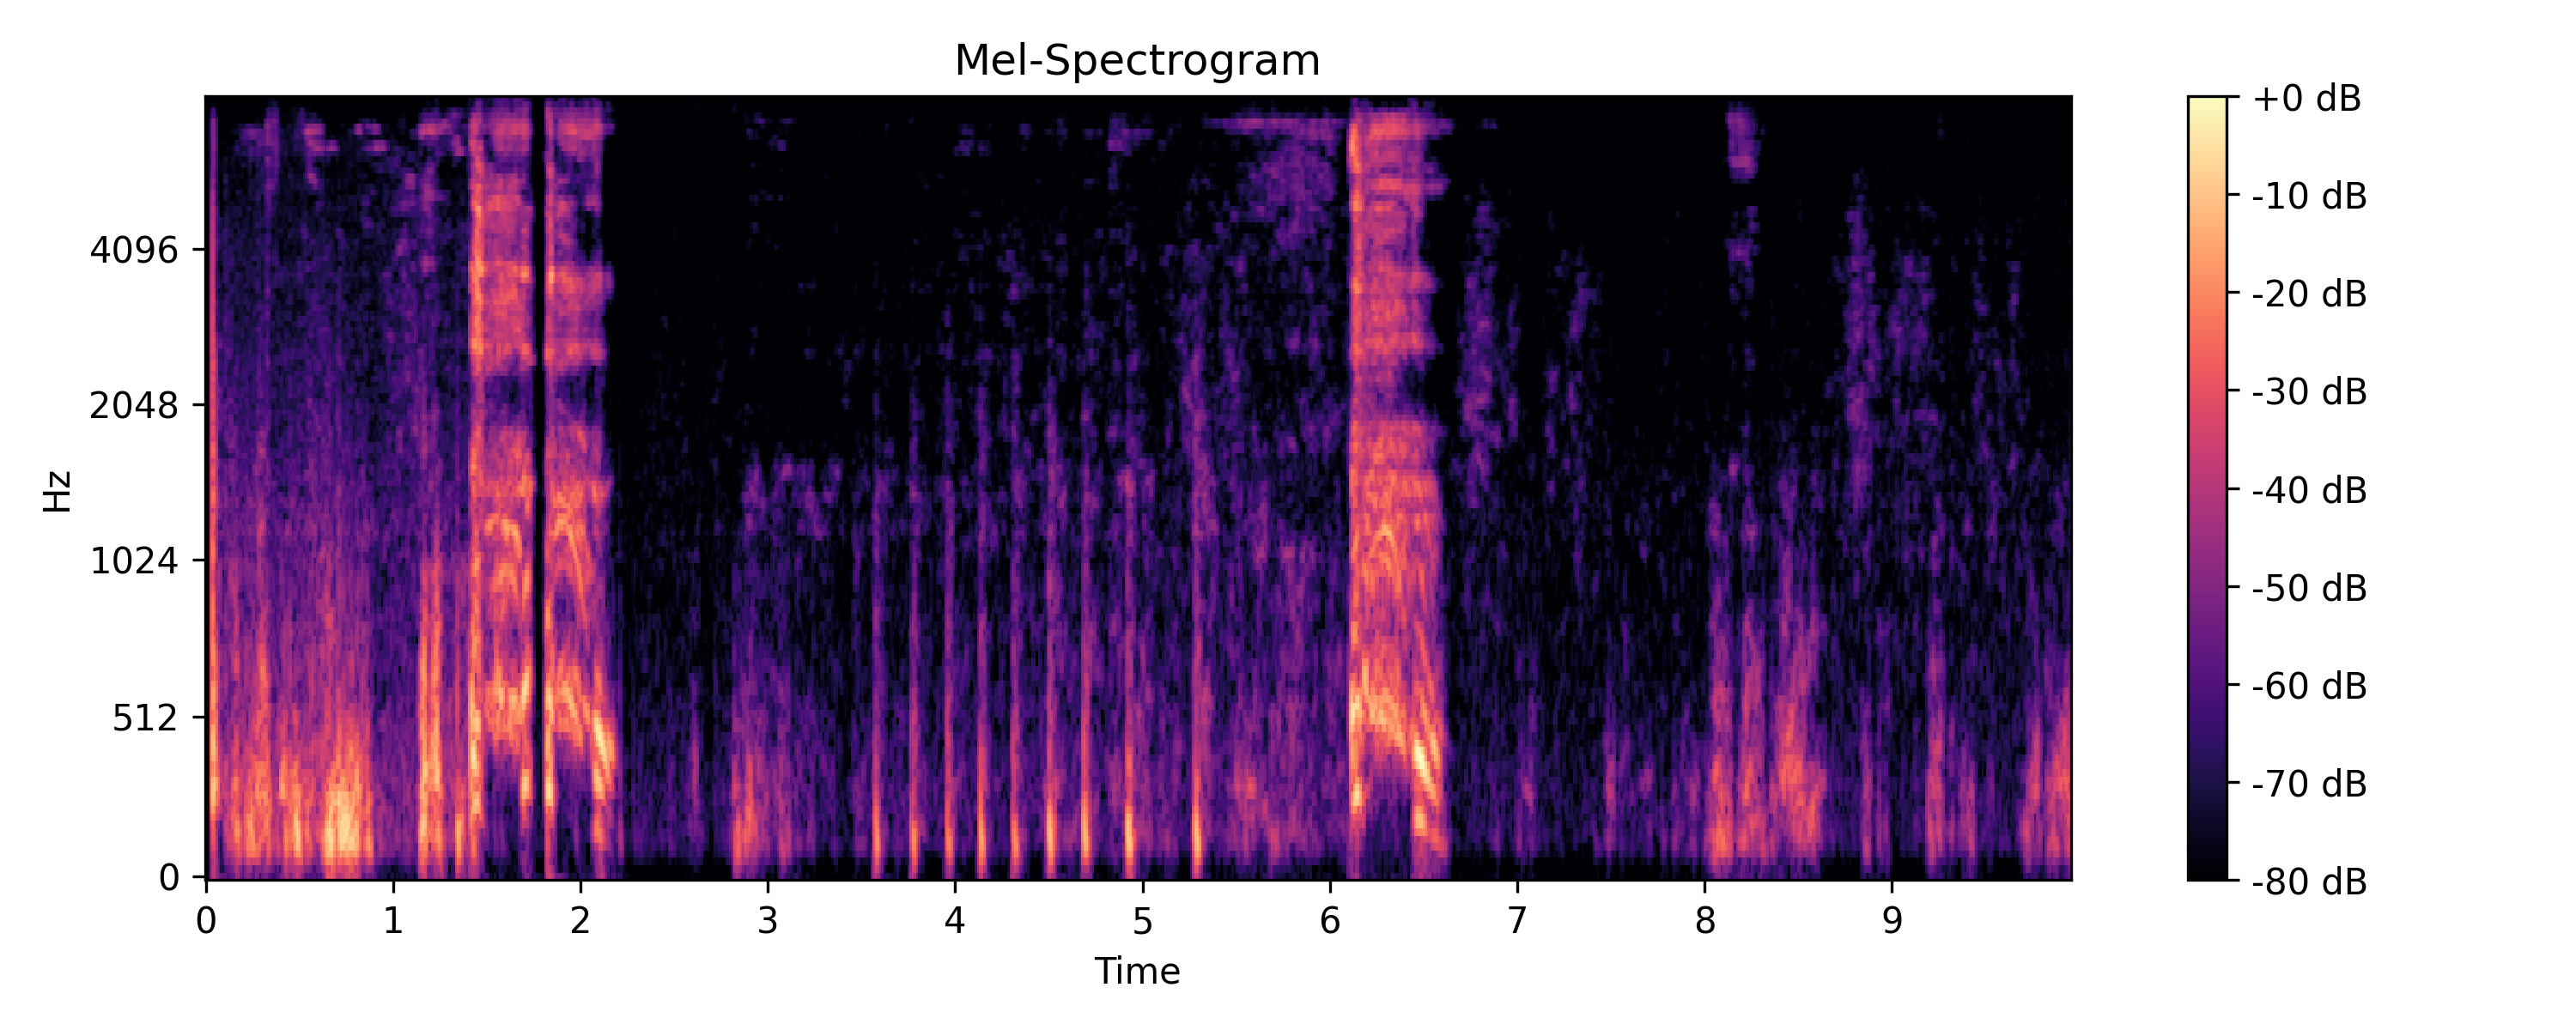 Mel-Spectrogram
+0 dB
-10 dB
-20 dB
-30 dB
-40 dB
-50 dB
-60 dB
-70 dB
-80 dB
Hz
4096
2048
1024
512
0
0 1 2 3 4 5 6 7 8 9
Time